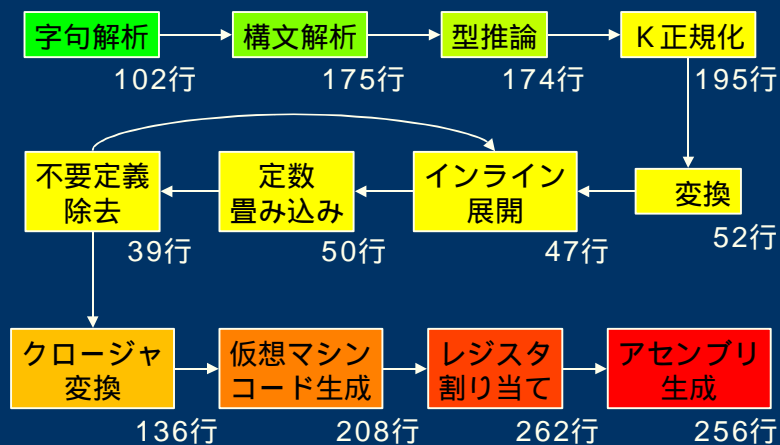 字句解析
構文解析
型推論
K正規化
102行
175行
174行
195行
不要定義
除去
定数
畳み込み
インライン
展開
変換
39行
50行
47行
52行
クロージャ
変換
仮想マシン
コード生成
レジスタ
割り当て
アセンブリ
生成
136行
208行
262行
256行